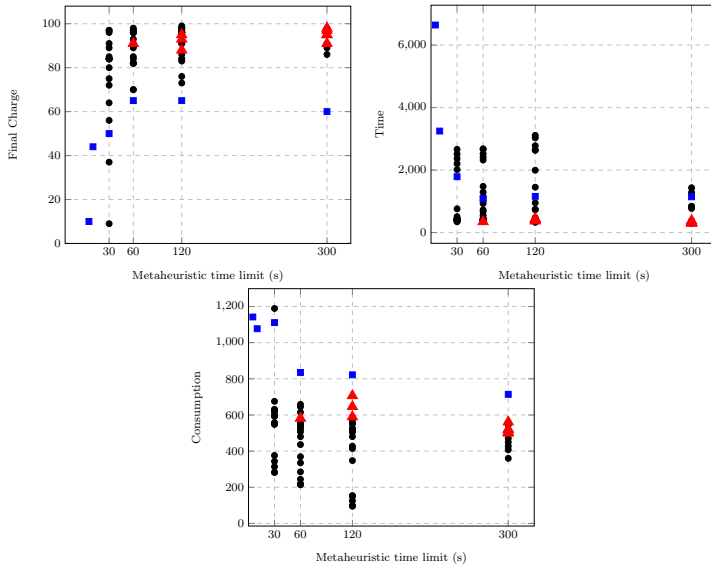 100
80
60
40
20
0
Final Charge
30 60 120 300
Metaheuristic time limit (s)
6,000
4,000
2,000
0
Time
30 60 120 300
Metaheuristic time limit (s)
1,200
1,000
800
600
400
200
0
Consumption
30 60 120 300
Metaheuristic time limit (s)